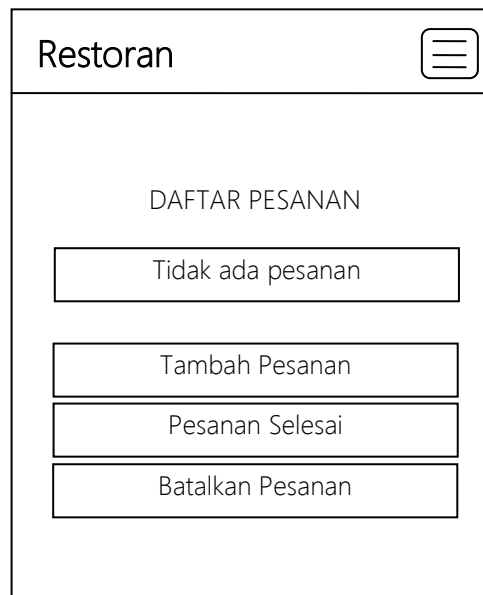 Restoran
DAFTAR PESANAN
Tidak ada pesanan
Tambah Pesanan
Pesanan Selesai
Batalkan Pesanan